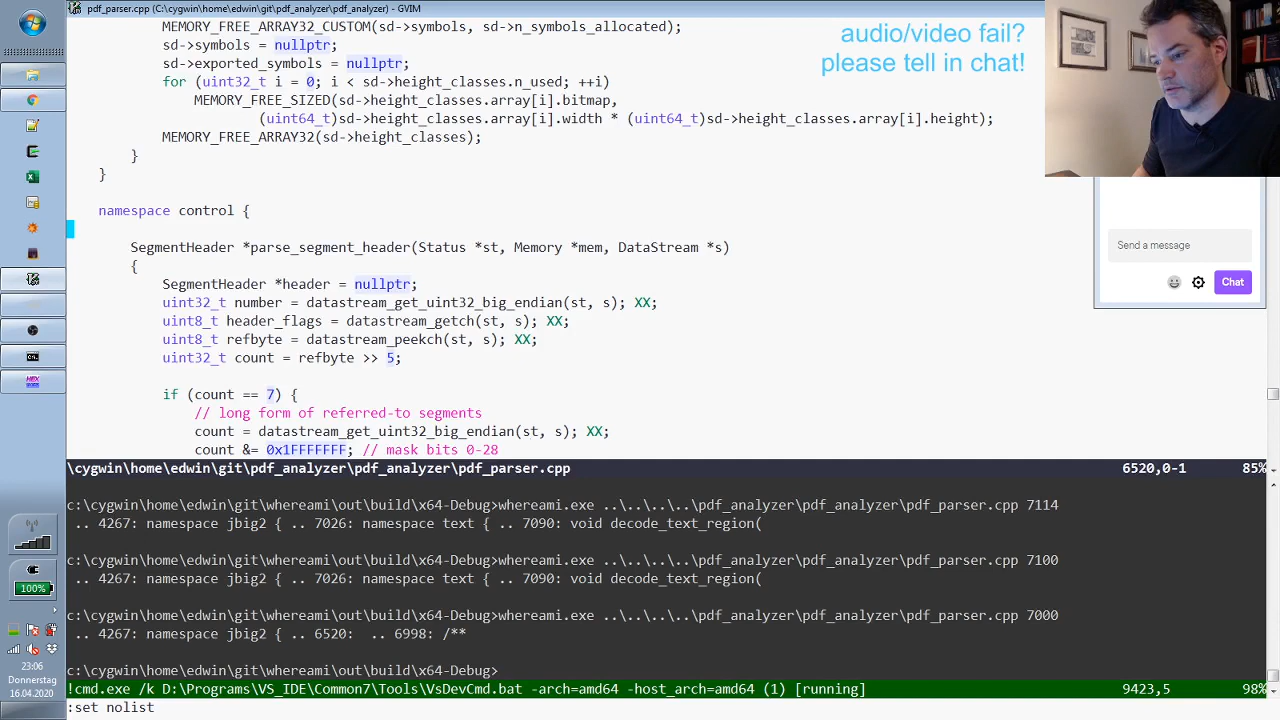 pdf_parser.cpp (C:\cygwin\home\edwin\git\pdf_analyzer\pdf_analyzer) - GVIM
MEMORY_FREE_ARRAY32_CUSTOM(sd->symbols, sd->n_symbols_allocated);
sd->symbols = nullptr;
sd->exported_symbols = nullptr;
for (uint32_t i = 0; i < sd->height_classes.n_used; ++i)
MEMORY_FREE_SIZED(sd->height_classes.array[i].bitmap,
(uint64_t)sd->height_classes.array[i].width * (uint64_t)sd->height_classes.array[i].height);
MEMORY_FREE_ARRAY32(sd->height_classes);
}
}
audio/video fail?
please tell in chat!
namespace control {
SegmentHeader *parse_segment_header(Status *st, Memory *mem, DataStream *s)
{
SegmentHeader *header = nullptr;
uint32_t number = datastream_get_uint32_big_endian(st, s); XX;
uint8_t header_flags = datastream_getch(st, s); XX;
uint8_t refbyte = datastream_peekch(st, s); XX;
uint32_t count = refbyte >> 5;
if (count == 7) {
// long form of referred-to segments
count = datastream_get_uint32_big_endian(st, s); XX;
count &= 0x1FFFFFFF; // mask bits 0-28
Send a message
Chat
\cygwin\home\edwin\git\pdf_analyzer\pdf_analyzer\pdf_parser.cpp 6520,0-1 85%
c:\cygwin\home\edwin\git\whereami\out\build\x64-Debug>whereami.exe ..\..\..\..\pdf_analyzer\pdf_analyzer\pdf_parser.cpp 7114
.. 4267: namespace jbig2 { .. 7026: namespace text { .. 7090: void decode_text_region(
c:\cygwin\home\edwin\git\whereami\out\build\x64-Debug>whereami.exe ..\..\..\..\pdf_analyzer\pdf_analyzer\pdf_parser.cpp 7100
.. 4267: namespace jbig2 { .. 7026: namespace text { .. 7090: void decode_text_region(
c:\cygwin\home\edwin\git\whereami\out\build\x64-Debug>whereami.exe ..\..\..\..\pdf_analyzer\pdf_analyzer\pdf_parser.cpp 7000
.. 4267: namespace jbig2 { .. 6520:  .. 6998: /**
c:\cygwin\home\edwin\git\whereami\out\build\x64-Debug>
!cmd.exe /k D:\Programs\VS_IDE\Common7\Tools\VsDevCmd.bat -arch=amd64 -host_arch=amd64 (1) [running] 9423,5 98%
:set nolist
100%
23:06
Donnerstag
16.04.2020